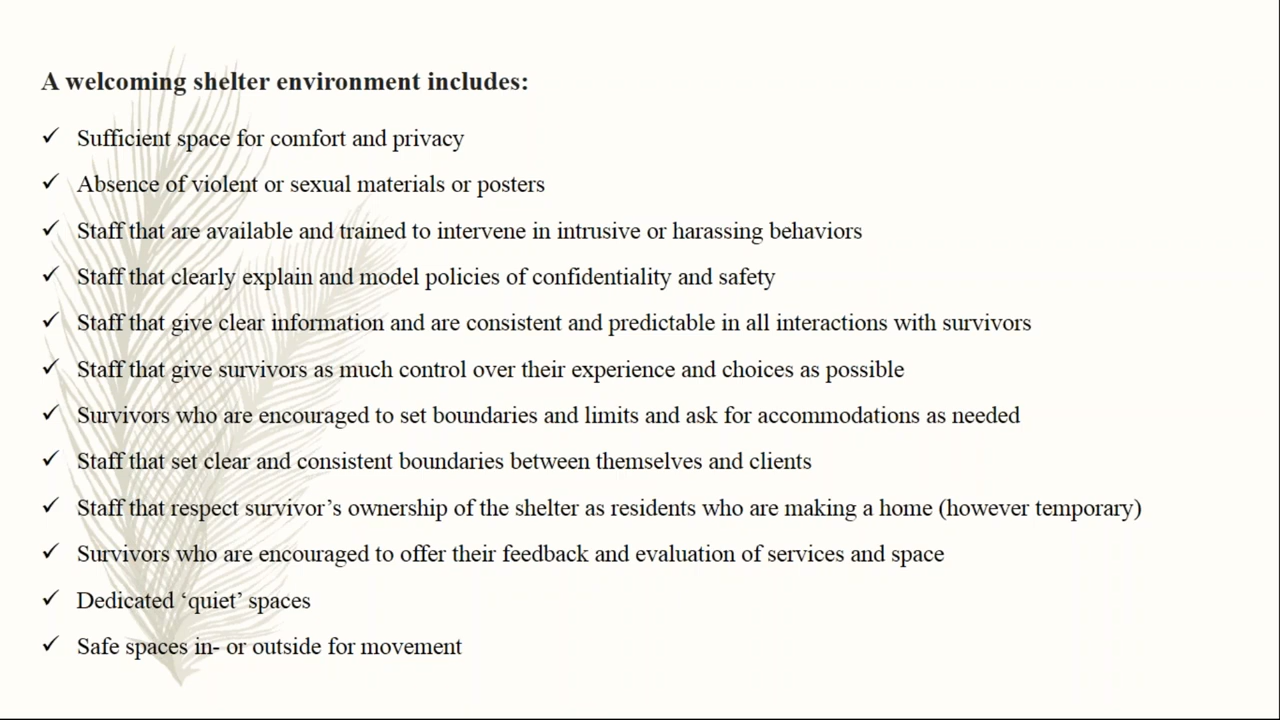 A welcoming shelter environment includes:
✓ Sufficient space for comfort and privacy
✓ Absence of violent or sexual materials or posters
✓ Staff that are available and trained to intervene in intrusive or harassing behaviors
✓ Staff that clearly explain and model policies of confidentiality and safety
✓ Staff that give clear information and are consistent and predictable in all interactions with survivors
✓ Staff that give survivors as much control over their experience and choices as possible
✓ Survivors who are encouraged to set boundaries and limits and ask for accommodations as needed
✓ Staff that set clear and consistent boundaries between themselves and clients
✓ Staff that respect survivor’s ownership of the shelter as residents who are making a home (however temporary)
✓ Survivors who are encouraged to offer their feedback and evaluation of services and space
✓ Dedicated ‘quiet’ spaces
✓ Safe spaces in- or outside for movement